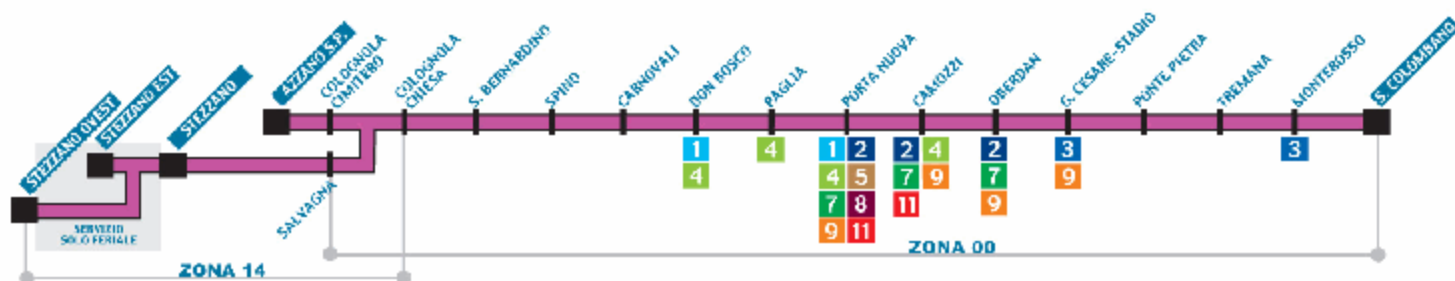 STEZZANO OVEST
STEZZANO EST
STEZZANO
AZZANO S.P.
COLOGNOLA
CIMITERO
COLOGNOLA
CHIESA
S. BERNARDINO
SPINO
CARNOVALI
DON BOSCO
PAGLIA
PORTA NUOVA
CAMOZZI
OBERDAN
G. CESARE-STADIO
PONTE PIETRA
TREMANA
MONTEROSSO
S. COLOMBANO
1
4
4
1 2
4 5
7 8
9 11
2 4
7 9
11
2
7
9
3
9
3
SALVAGNA
SERVIZIO
SOLO FERIALE
ZONA 00
ZONA 14